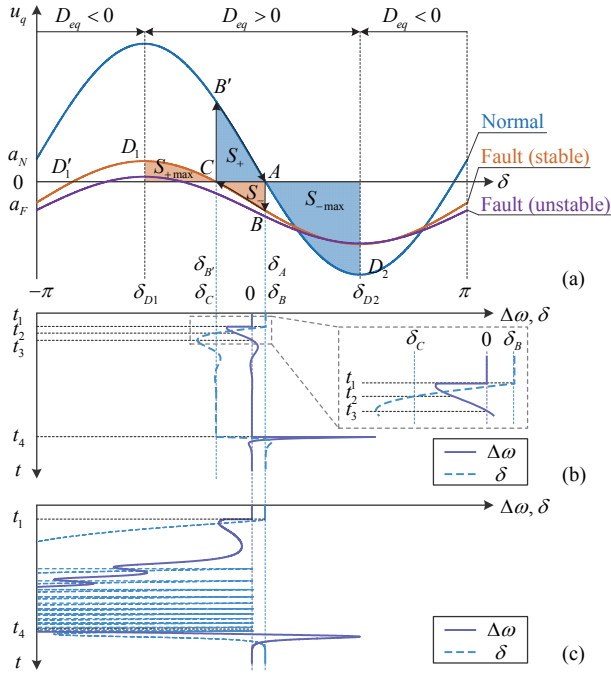 u_q D_eq < 0 D_eq > 0 D_eq < 0
B′
Normal
a_N D′_1 D_1 C S_+ A
Fault (stable)
0 S_+max S_− S_−max δ
a_F B Fault (unstable)
D_2
(a)
δ_B′ δ_A
−π δ_D1 δ_C 0 δ_B δ_D2 π
t_1 Δω, δ
t_2
t_3
δ_C 0 δ_B
t_1
t_2
t_3
t_4
Δω
δ
t
(b)
Δω, δ
t_1
t_4
Δω
δ
t
(c)